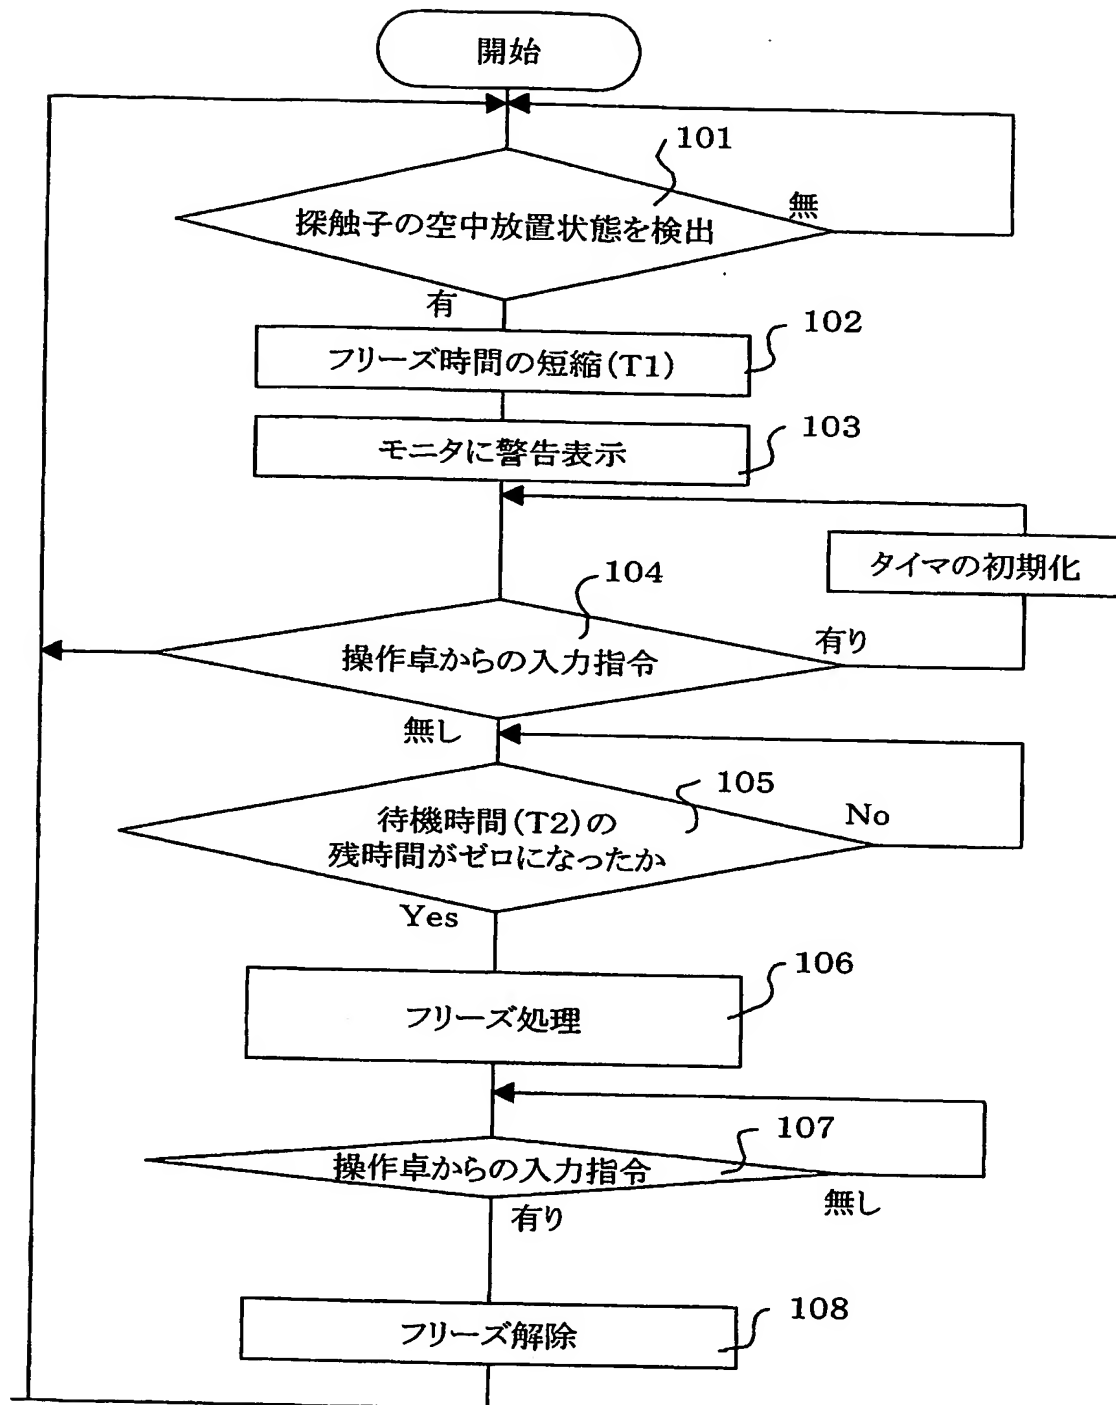 開始
101
無
探触子の空中放置状態を検出
有
102
フリーズ時間の短縮(T1)
103
モニタに警告表示
タイマの初期化
104
有り
操作卓からの入力指令
無し
105
待機時間(T2)の
残時間がゼロになったか
No
Yes
106
フリーズ処理
107
操作卓からの入力指令
無し
有り
108
フリーズ解除